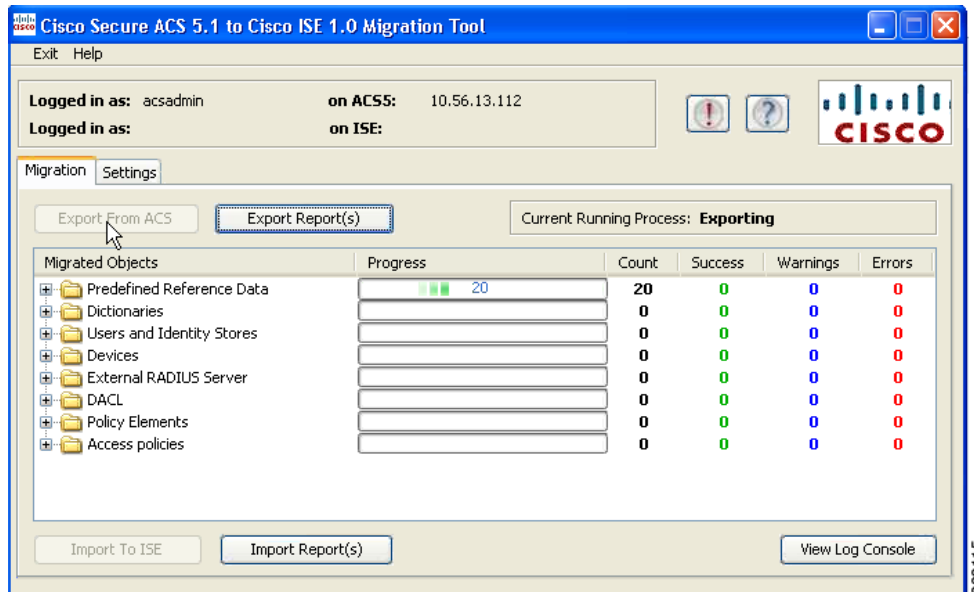 Cisco Secure ACS 5.1 to Cisco ISE 1.0 Migration Tool
Exit Help
Logged in as: acsadmin on ACS5: 10.56.13.112
Logged in as: on ISE:
CISCO
Migration Settings
Export From ACS Export Report(s) Current Running Process: Exporting
Migrated Objects Progress Count Success Warnings Errors
Predefined Reference Data 20 20 0 0 0
Dictionaries 0 0 0 0
Users and Identity Stores 0 0 0 0
Devices 0 0 0 0
External RADIUS Server 0 0 0 0
DACL 0 0 0 0
Policy Elements 0 0 0 0
Access policies 0 0 0 0
Import To ISE Import Report(s) View Log Console